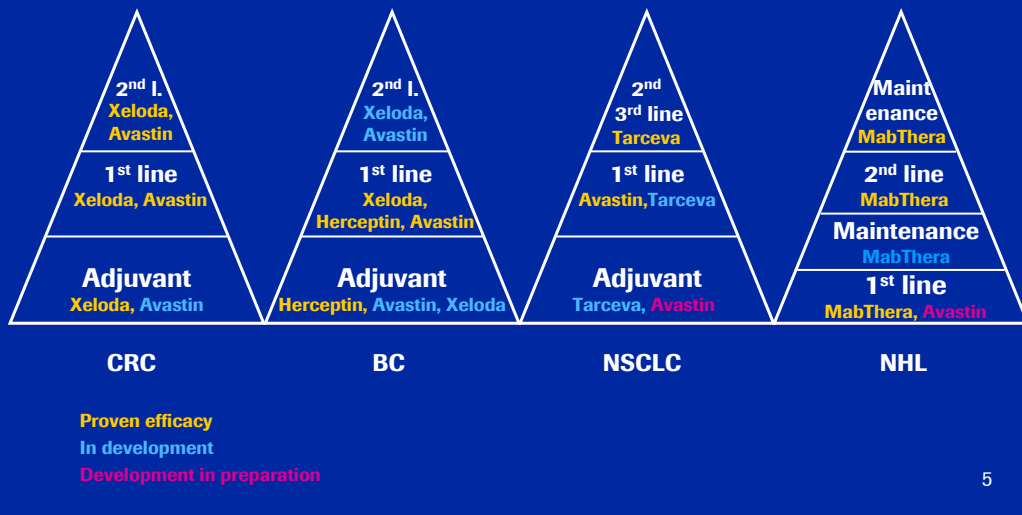 2nd l.
Xeloda,
Avastin
1st line
Xeloda, Avastin
Adjuvant
Xeloda, Avastin
CRC
2nd l.
Xeloda,
Avastin
1st line
Xeloda,
Herceptin, Avastin
Adjuvant
Herceptin, Avastin, Xeloda
BC
2nd
3rd line
Tarceva
1st line
Avastin,Tarceva
Adjuvant
Tarceva, Avastin
NSCLC
Maint
enance
MabThera
2nd line
MabThera
Maintenance
MabThera
1st line
MabThera, Avastin
NHL
Proven efficacy
In development
Development in preparation
5